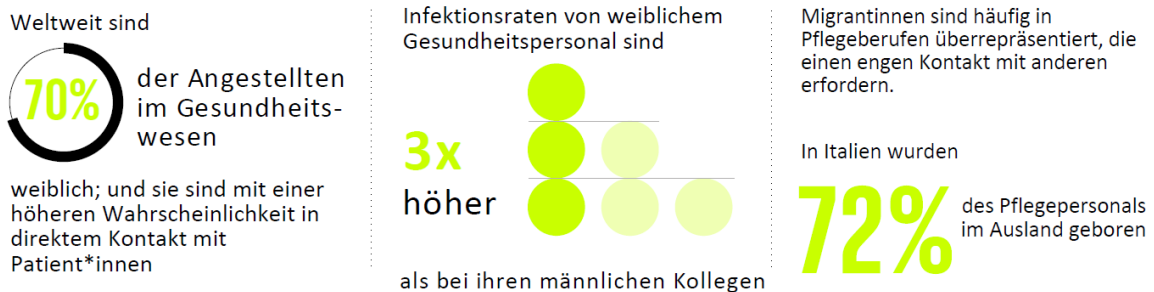 Weltweit sind
70%
der Angestellten
im Gesundheits-
wesen
weiblich; und sie sind mit einer
höheren Wahrscheinlichkeit in
direktem Kontakt mit
Patient*innen
Infektionsraten von weiblichem
Gesundheitspersonal sind
3x
höher
als bei ihren männlichen Kollegen
Migrantinnen sind häufig in
Pflegeberufen überrepräsentiert, die
einen engen Kontakt mit anderen
erfordern.
In Italien wurden
72%
des Pflegepersonals
im Ausland geboren